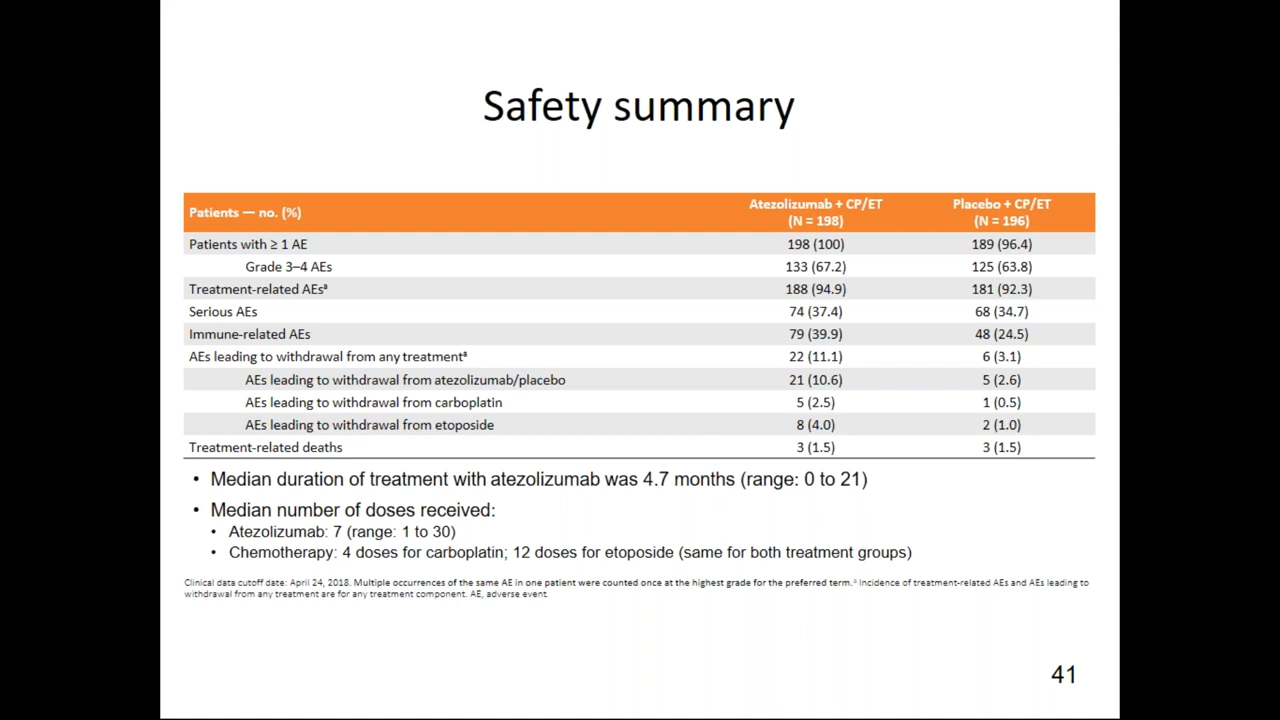 Safety summary
Patients — no. (%) Atezolizumab + CP/ET (N = 198) Placebo + CP/ET (N = 196)
Patients with ≥ 1 AE 198 (100) 189 (96.4)
Grade 3–4 AEs 133 (67.2) 125 (63.8)
Treatment-related AEsª 188 (94.9) 181 (92.3)
Serious AEs 74 (37.4) 68 (34.7)
Immune-related AEs 79 (39.9) 48 (24.5)
AEs leading to withdrawal from any treatmentª 22 (11.1) 6 (3.1)
AEs leading to withdrawal from atezolizumab/placebo 21 (10.6) 5 (2.6)
AEs leading to withdrawal from carboplatin 5 (2.5) 1 (0.5)
AEs leading to withdrawal from etoposide 8 (4.0) 2 (1.0)
Treatment-related deaths 3 (1.5) 3 (1.5)
• Median duration of treatment with atezolizumab was 4.7 months (range: 0 to 21)
• Median number of doses received:
• Atezolizumab: 7 (range: 1 to 30)
• Chemotherapy: 4 doses for carboplatin; 12 doses for etoposide (same for both treatment groups)
Clinical data cutoff date: April 24, 2018. Multiple occurrences of the same AE in one patient were counted once at the highest grade for the preferred term.ª Incidence of treatment-related AEs and AEs leading to
withdrawal from any treatment are for any treatment component. AE, adverse event.
41